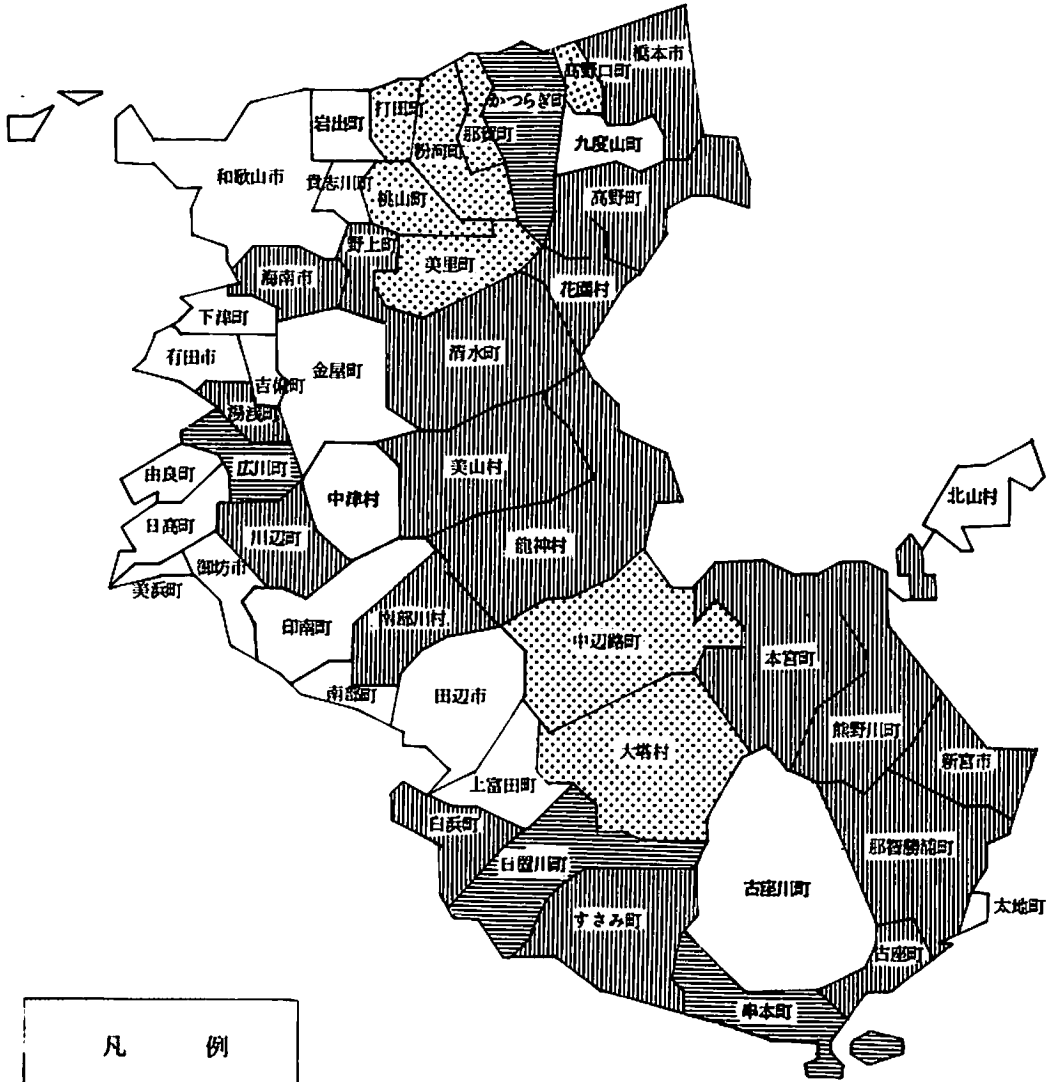 橋本市
高野口町
かつらぎ町
打田町
岩出町
那賀町
粉河町
九度山町
和歌山市
貴志川町
桃山町
高野町
野上町
美里町
海南市
花園村
下津町
清水町
有田市
金屋町
吉備町
湯浅町
広川町
美山村
由良町
中津村
北山村
日高町
川辺町
龍神村
御坊市
美浜町
印南町
南部川村
中辺路町
本宮町
南部町
田辺市
熊野川町
大塔村
新宮市
上富田町
白浜町
那智勝浦町
日置川町
古座川町
太地町
すさみ町
古座町
串本町
凡 例